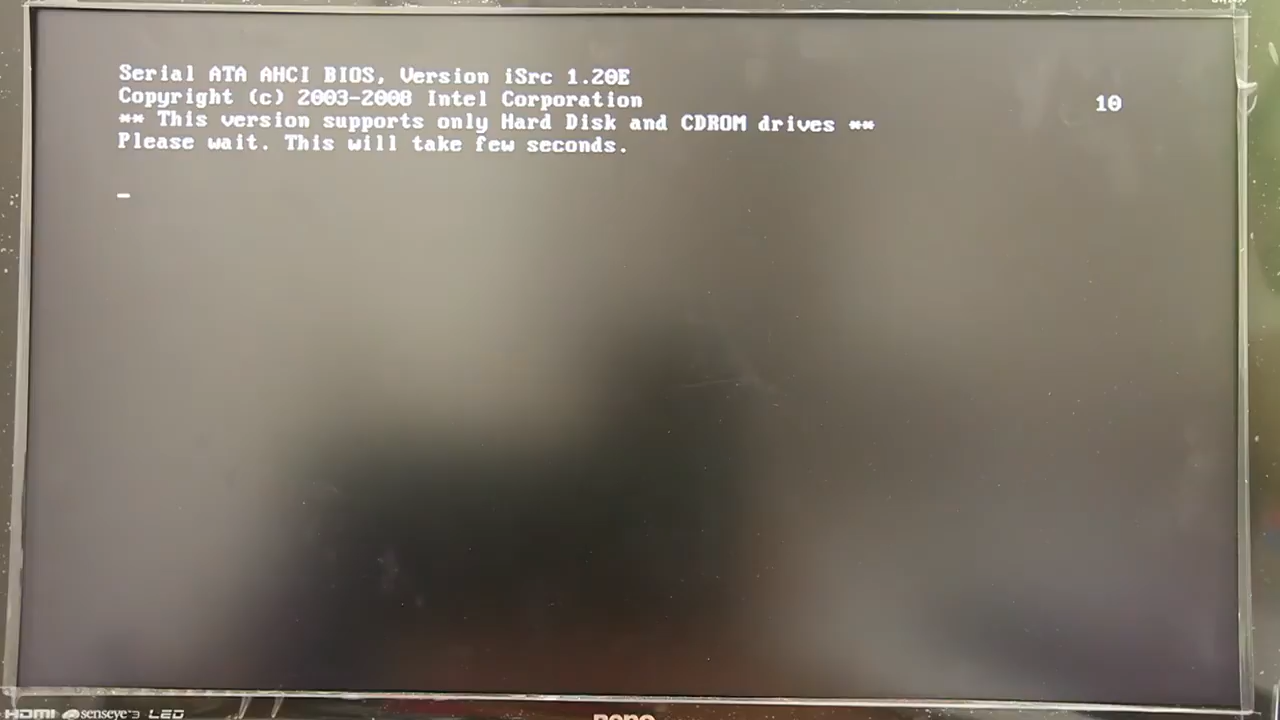 Serial ATA AHCI BIOS, Version iSrc 1.20E
Copyright (c) 2003-2008 Intel Corporation
10
** This version supports only Hard Disk and CDROM drives **
Please wait. This will take few seconds.
HDMI senseye 3 LED